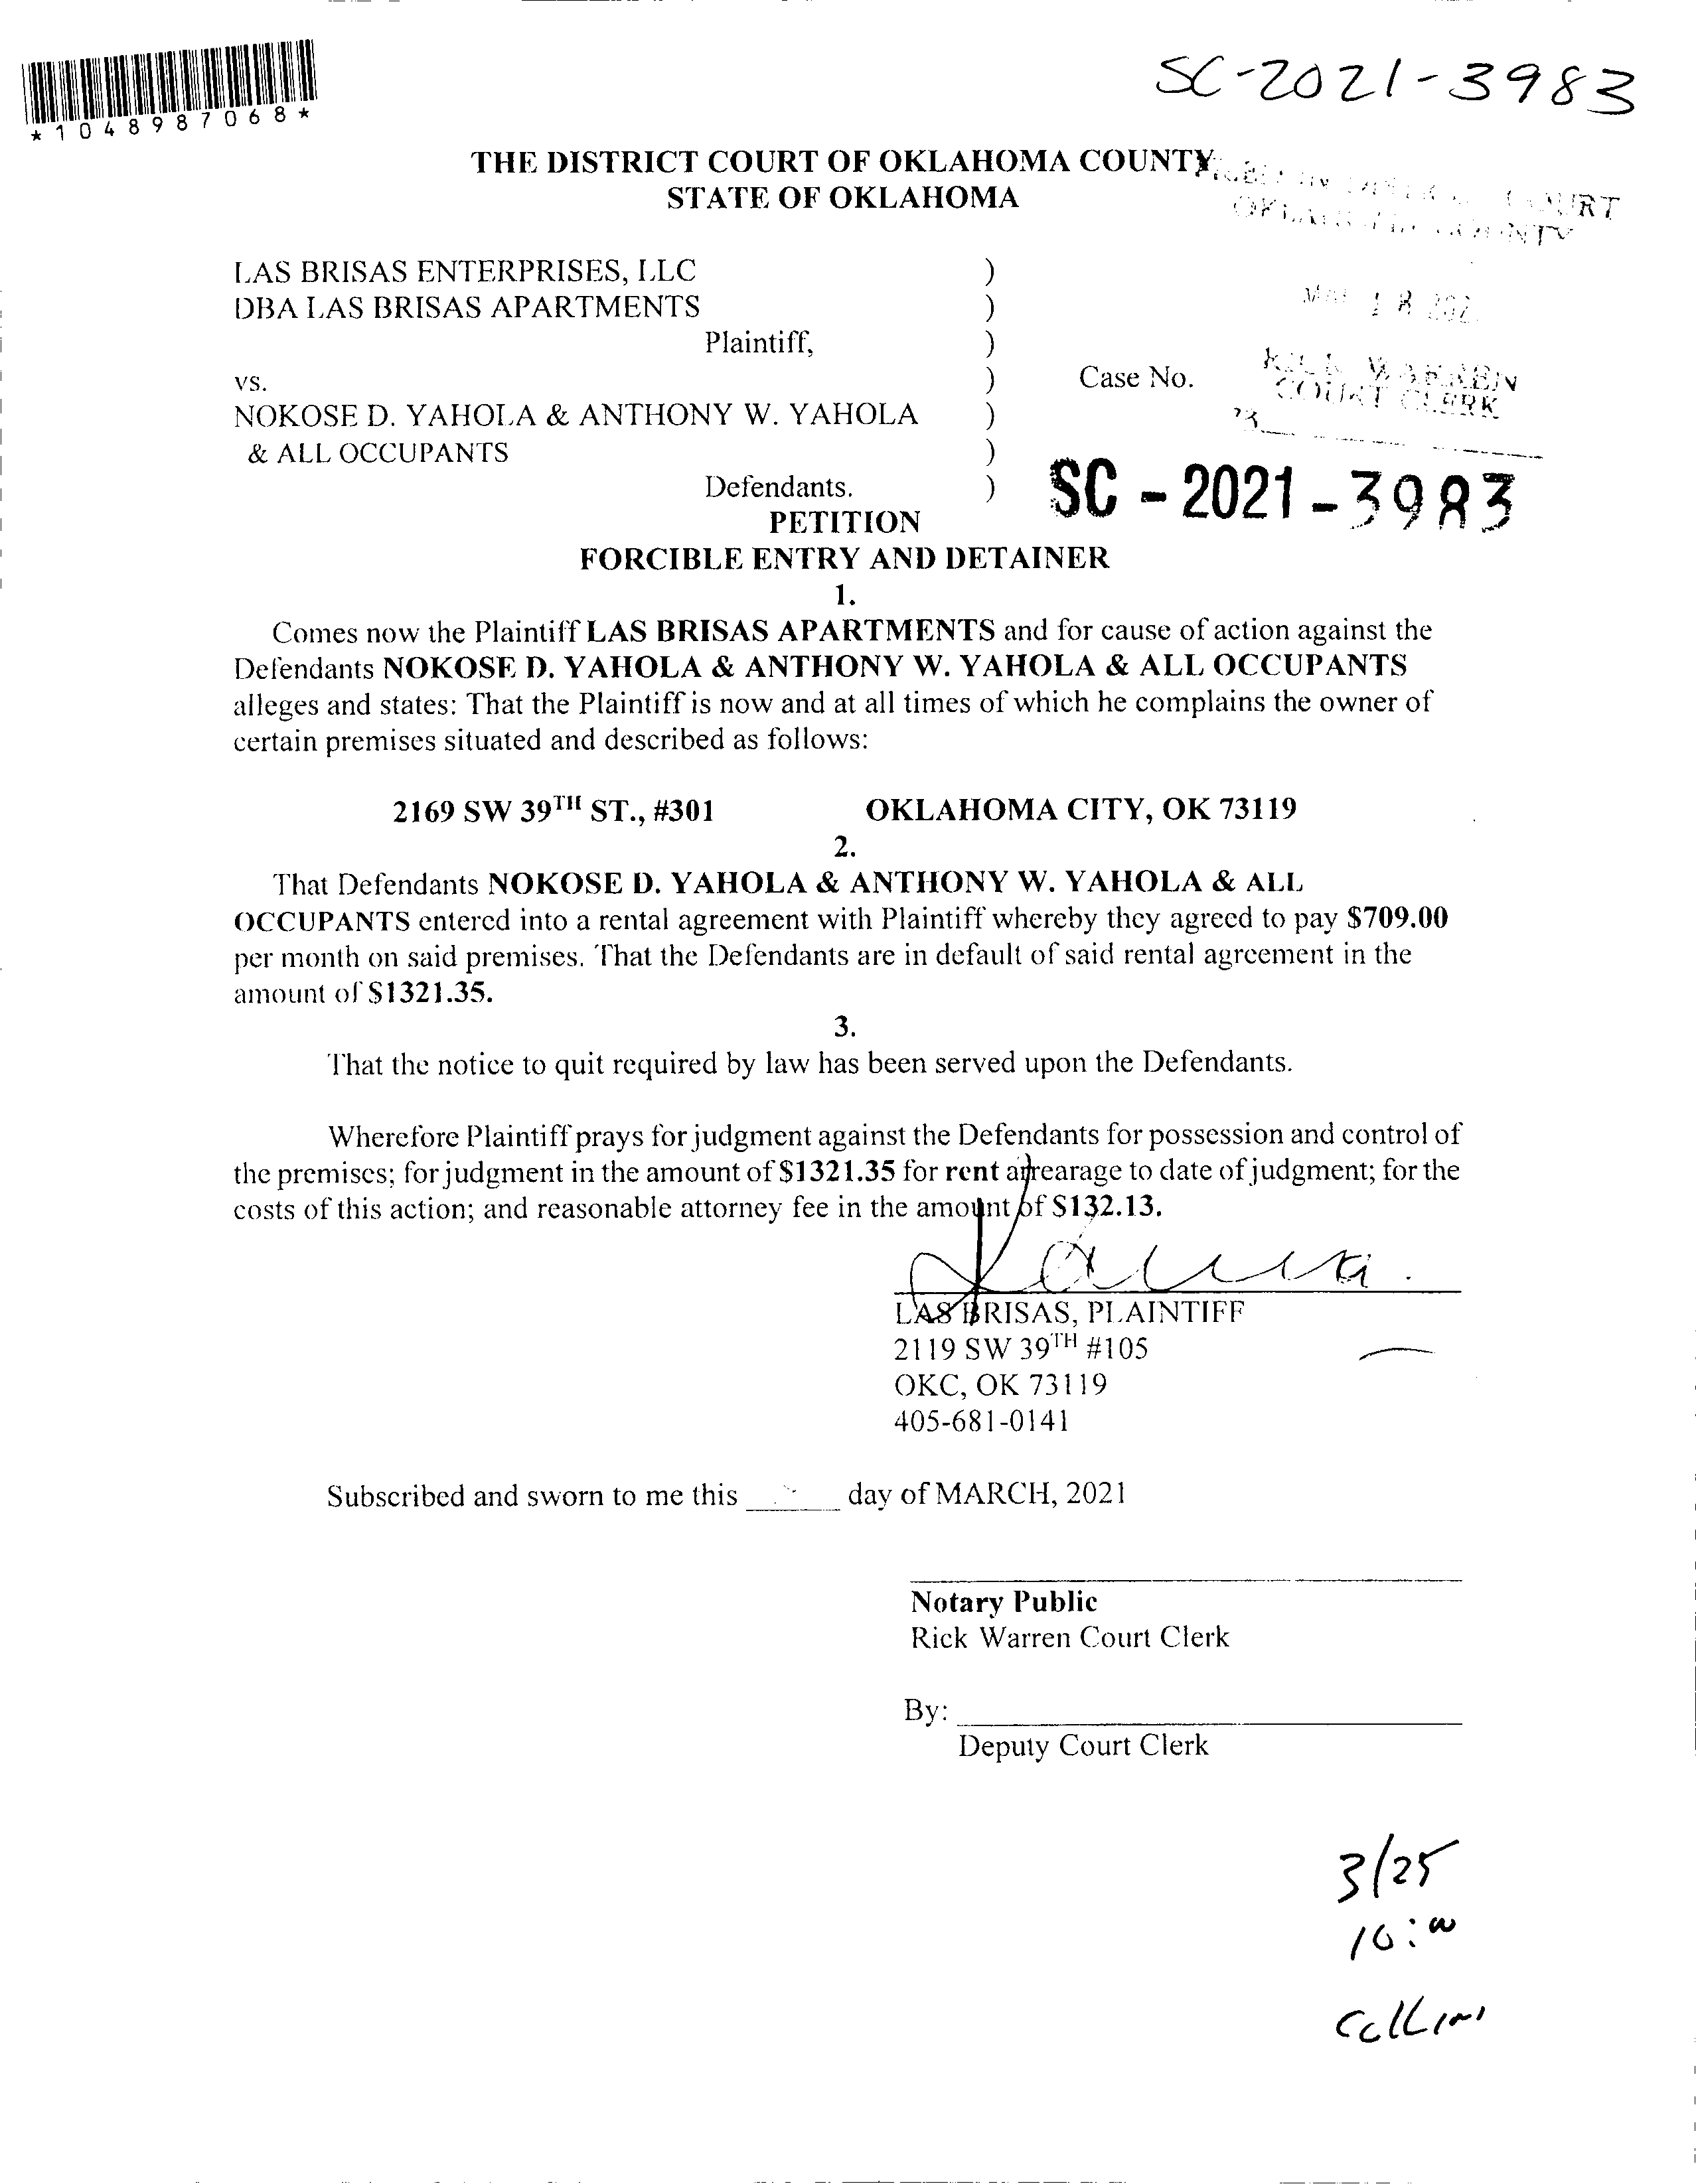 SC-2021-3983
*1048987068*
THE DISTRICT COURT OF OKLAHOMA COUNTY
STATE OF OKLAHOMA
COURT
OKLAHOMA COUNTY
LAS BRISAS ENTERPRISES, LLC )
DBA LAS BRISAS APARTMENTS )
Plaintiff, )
vs. ) Case No.
NOKOSE D. YAHOLA & ANTHONY W. YAHOLA )
& ALL OCCUPANTS )
Defendants. )
18
RICK WARREN
COURT CLERK
SC - 2021 - 3983
PETITION
FORCIBLE ENTRY AND DETAINER
1.
Comes now the Plaintiff LAS BRISAS APARTMENTS and for cause of action against the
Defendants NOKOSE D. YAHOLA & ANTHONY W. YAHOLA & ALL OCCUPANTS
alleges and states: That the Plaintiff is now and at all times of which he complains the owner of
certain premises situated and described as follows:
2169 SW 39TH ST., #301 OKLAHOMA CITY, OK 73119
2.
That Defendants NOKOSE D. YAHOLA & ANTHONY W. YAHOLA & ALL
OCCUPANTS entered into a rental agreement with Plaintiff whereby they agreed to pay $709.00
per month on said premises. That the Defendants are in default of said rental agreement in the
amount of $1321.35.
3.
That the notice to quit required by law has been served upon the Defendants.
Wherefore Plaintiff prays for judgment against the Defendants for possession and control of
the premises; for judgment in the amount of $1321.35 for rent arrearage to date of judgment; for the
costs of this action; and reasonable attorney fee in the amount of $132.13.
LAS BRISAS, PLAINTIFF
2119 SW 39TH #105
OKC, OK 73119
405-681-0141
Subscribed and sworn to me this ____ day of MARCH, 2021
Notary Public
Rick Warren Court Clerk
By:
Deputy Court Clerk
3/25
10:00
Collins